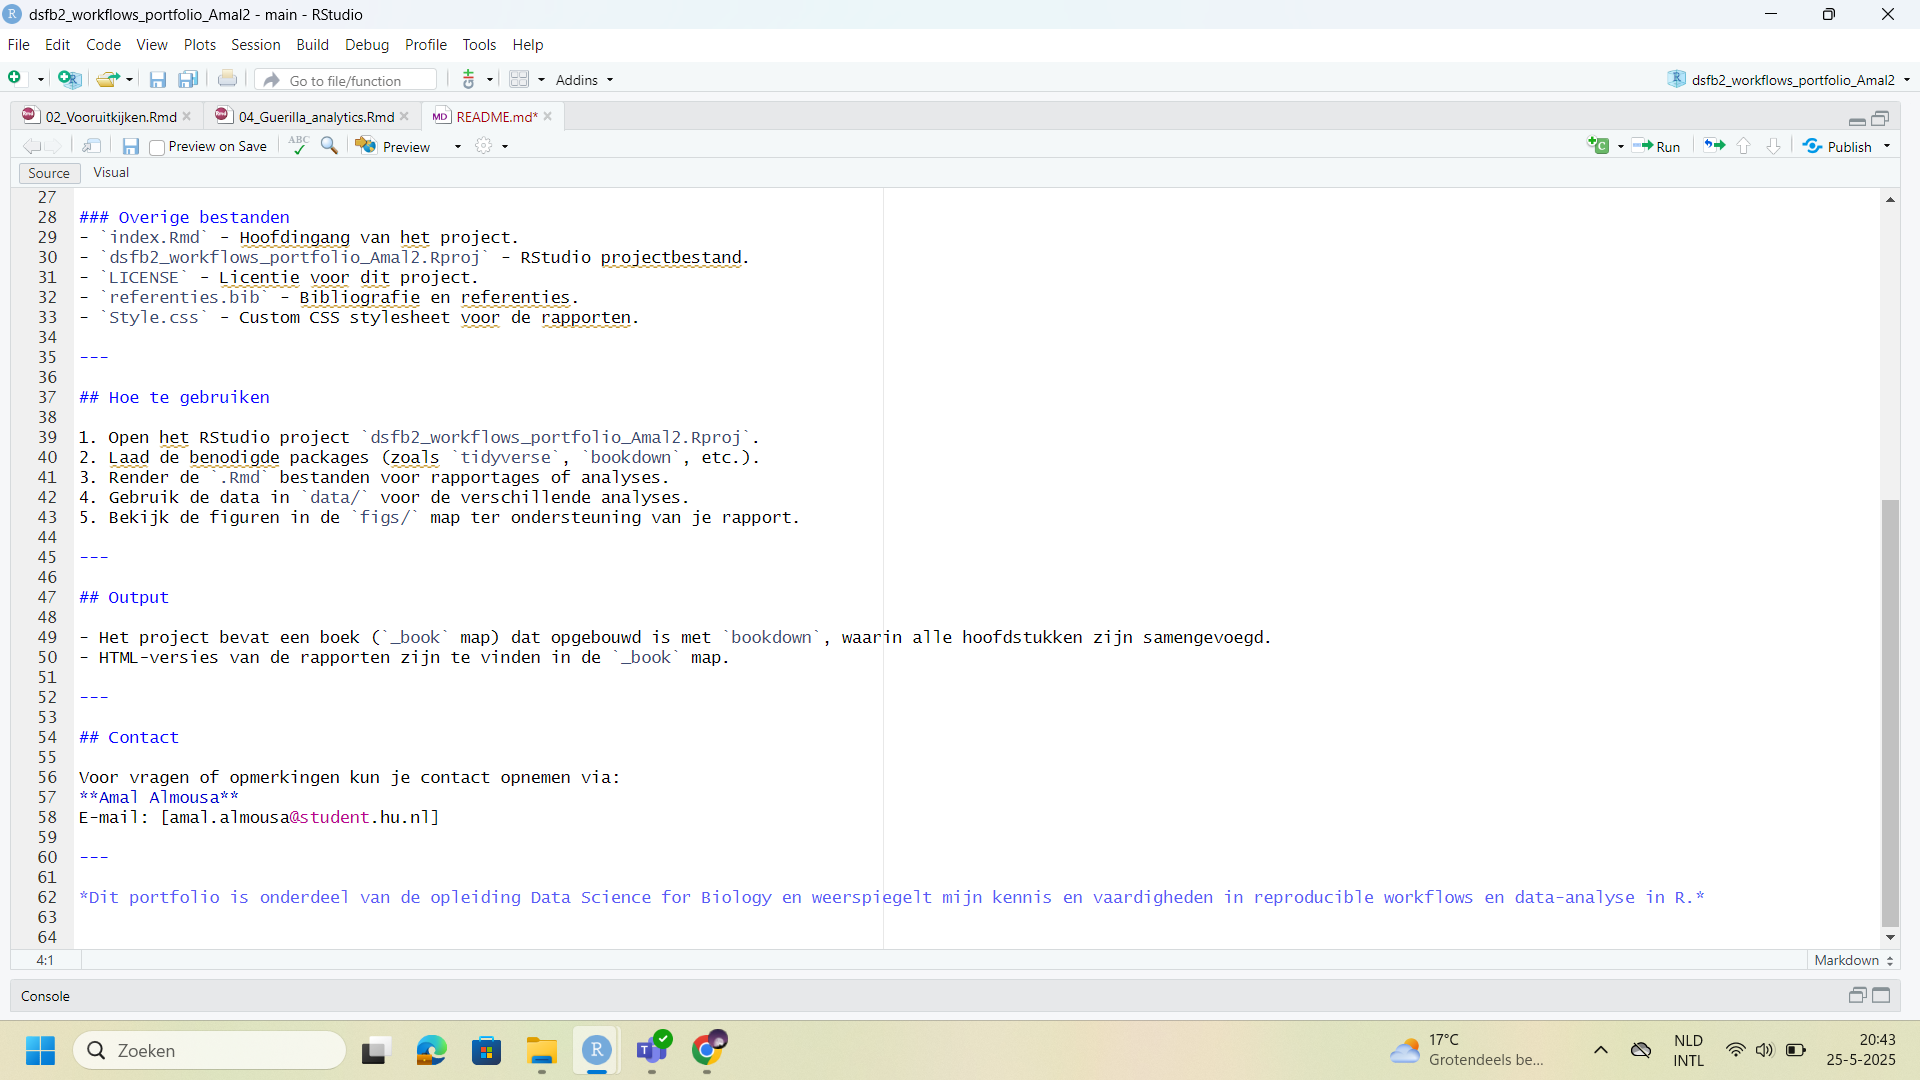 dsfb2_workflows_portfolio_Amal2 - main - RStudio
File Edit Code View Plots Session Build Debug Profile Tools Help
Go to file/function Addins dsfb2_workflows_portfolio_Amal2
02_Vooruitkijken.Rmd 04_Guerilla_analytics.Rmd README.md*
Preview on Save ABC Preview Run Publish
Source Visual
27
28 ### Overige bestanden
29 - `index.Rmd` - Hoofdingang van het project.
30 - `dsfb2_workflows_portfolio_Amal2.Rproj` - RStudio projectbestand.
31 - `LICENSE` - Licentie voor dit project.
32 - `referenties.bib` - Bibliografie en referenties.
33 - `Style.css` - Custom CSS stylesheet voor de rapporten.
34
35 ---
36
37 ## Hoe te gebruiken
38
39 1. Open het RStudio project `dsfb2_workflows_portfolio_Amal2.Rproj`.
40 2. Laad de benodigde packages (zoals `tidyverse`, `bookdown`, etc.).
41 3. Render de `.Rmd` bestanden voor rapportages of analyses.
42 4. Gebruik de data in `data/` voor de verschillende analyses.
43 5. Bekijk de figuren in de `figs/` map ter ondersteuning van je rapport.
44
45 ---
46
47 ## Output
48
49 - Het project bevat een boek (`_book` map) dat opgebouwd is met `bookdown`, waarin alle hoofdstukken zijn samengevoegd.
50 - HTML-versies van de rapporten zijn te vinden in de `_book` map.
51
52 ---
53
54 ## Contact
55
56 Voor vragen of opmerkingen kun je contact opnemen via:
57 **Amal Almousa**
58 E-mail: [amal.almousa@student.hu.nl]
59
60 ---
61
62 *Dit portfolio is onderdeel van de opleiding Data Science for Biology en weerspiegelt mijn kennis en vaardigheden in reproducible workflows en data-analyse in R.*
63
64
4:1 Markdown
Console
Zoeken
17°C
Grotendeels be...
NLD
INTL
20:43
25-5-2025